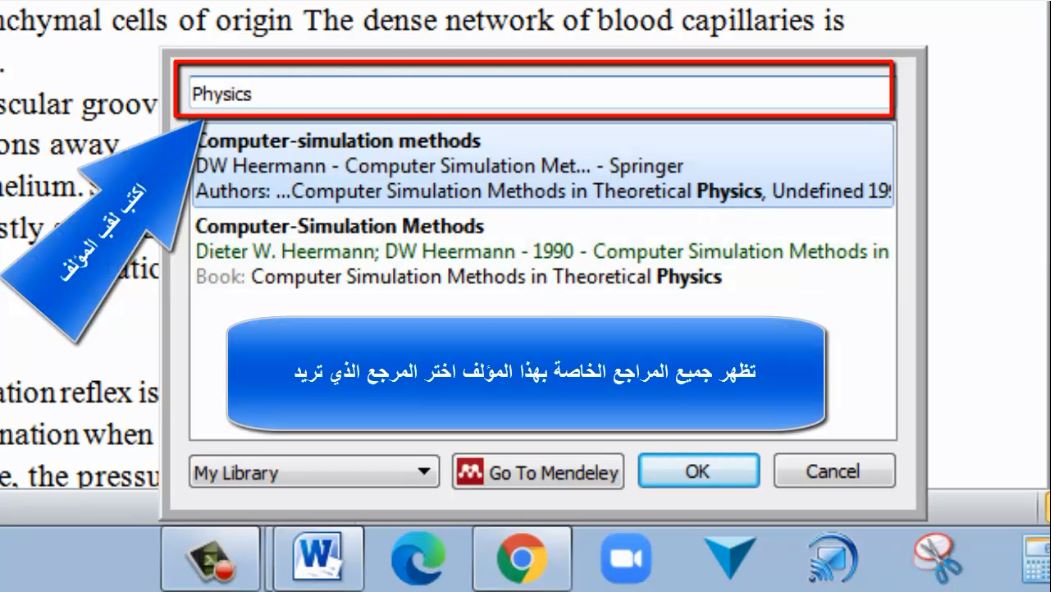 nchymal cells of origin The dense network of blood capillaries is
.
scular groov
ons away
nelium.
stly
atio
اكتب لقب المؤلف
Physics
Computer-simulation methods
DW Heermann - Computer Simulation Met... - Springer
Authors: ...Computer Simulation Methods in Theoretical Physics, Undefined 199
Computer-Simulation Methods
Dieter W. Heermann; DW Heermann - 1990 - Computer Simulation Methods in
Book: Computer Simulation Methods in Theoretical Physics
تظهر جميع المراجع الخاصة بهذا المؤلف اختر المرجع الذي تريد
ation reflex is
nation when
e, the pressu
My Library
Go To Mendeley
OK
Cancel
W